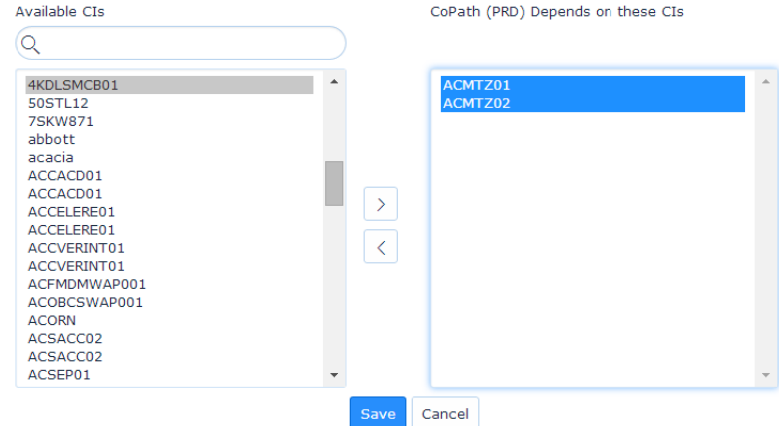 Available CIs
CoPath (PRD) Depends on these CIs
4KDLSMCB01
50STL12
7SKW871
abbott
acacia
ACCACD01
ACCACD01
ACCELERE01
ACCELERE01
ACCVERINT01
ACCVERINT01
ACFMDMWAP001
ACOBCSWAP001
ACORN
ACSACC02
ACSACC02
ACSEP01
ACMTZ01
ACMTZ02
Save
Cancel